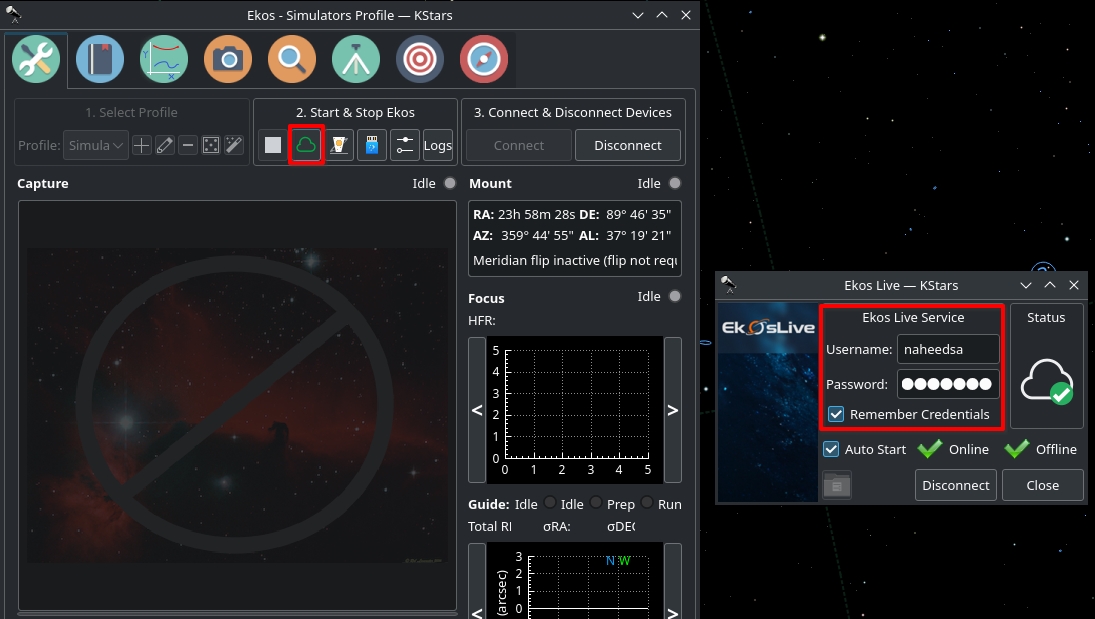 Ekos - Simulators Profile — KStars
1. Select Profile
2. Start & Stop Ekos
3. Connect & Disconnect Devices
Profile: Simula
Logs
Connect
Disconnect
Capture
Idle
Mount
Idle
RA: 23h 58m 28s DE: 89° 46' 35"
AZ: 359° 44' 55" AL: 37° 19' 21"
Meridian flip inactive (flip not requ
Focus
Idle
HFR:
5
4
3
2
1
0
0 1 2 3 4 5
<
>
Guide: Idle Idle Prep Run
Total RI σRA: σDEC
3
2
1
0
(arcsec)
N W
<
>
Ekos Live — KStars
EkOSLive
Ekos Live Service
Username: naheedsa
Password:
Remember Credentials
Status
Auto Start
Online
Offline
Disconnect
Close